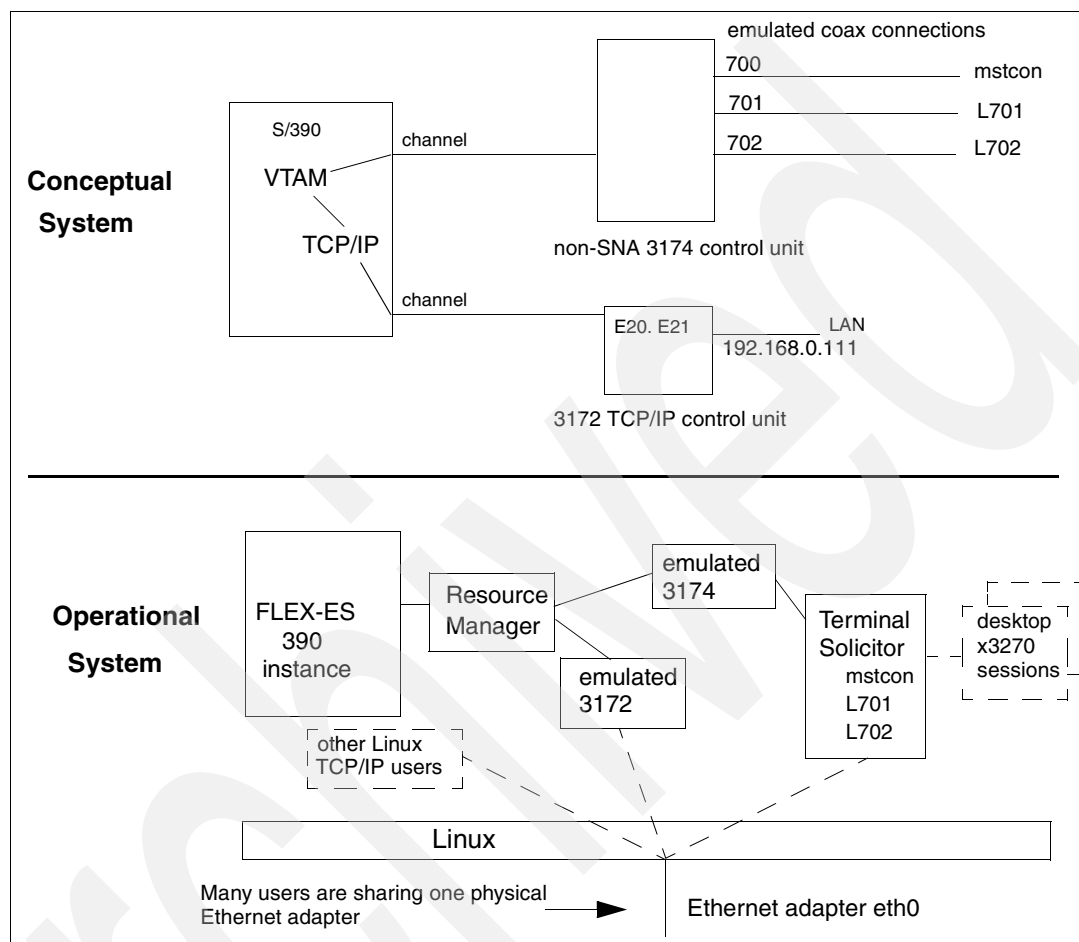 emulated coax connections
700
mstcon
701
L701
702
L702
S/390
channel
VTAM
TCP/IP
Conceptual
System
non-SNA 3174 control unit
channel
E20. E21
LAN
192.168.0.111
3172 TCP/IP control unit
Operational
System
FLEX-ES
390
instance
Resource
Manager
emulated
3174
emulated
3172
Terminal
Solicitor
mstcon
L701
L702
desktop
x3270
sessions
other Linux
TCP/IP users
Linux
Many users are sharing one physical
Ethernet adapter
Ethernet adapter eth0